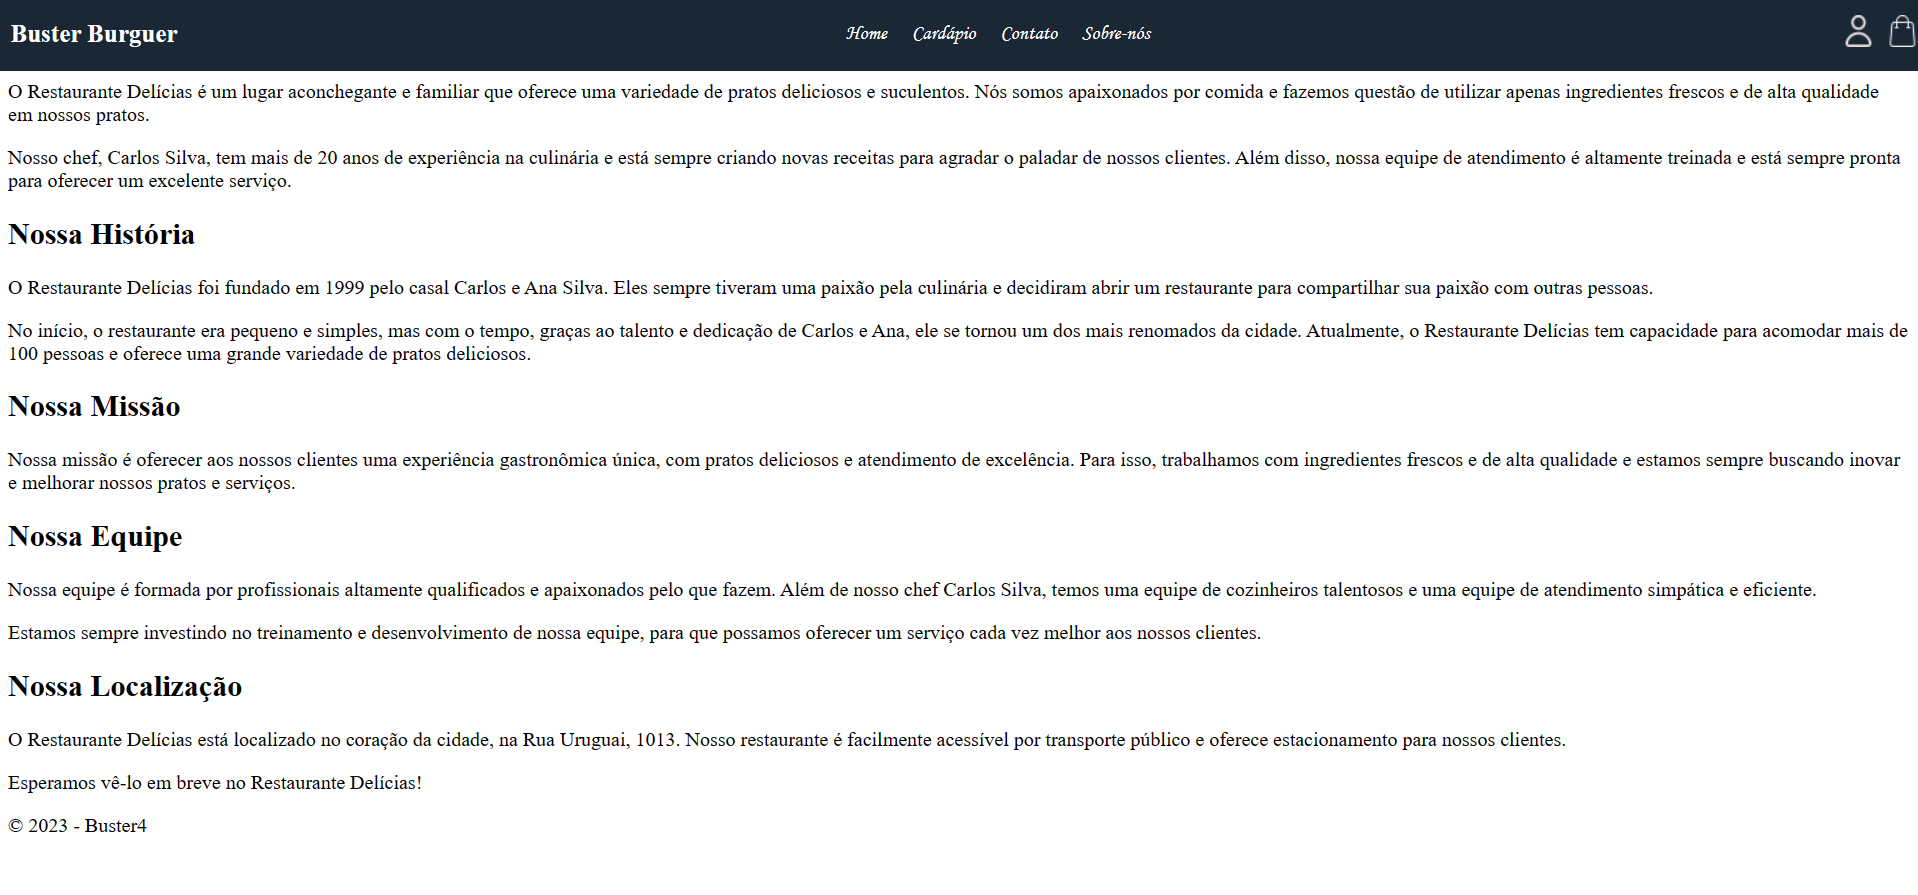 Buster Burguer
Home Cardápio Contato Sobre-nós
O Restaurante Delícias é um lugar aconchegante e familiar que oferece uma variedade de pratos deliciosos e suculentos. Nós somos apaixonados por comida e fazemos questão de utilizar apenas ingredientes frescos e de alta qualidade
em nossos pratos.
Nosso chef, Carlos Silva, tem mais de 20 anos de experiência na culinária e está sempre criando novas receitas para agradar o paladar de nossos clientes. Além disso, nossa equipe de atendimento é altamente treinada e está sempre pronta
para oferecer um excelente serviço.
Nossa História
O Restaurante Delícias foi fundado em 1999 pelo casal Carlos e Ana Silva. Eles sempre tiveram uma paixão pela culinária e decidiram abrir um restaurante para compartilhar sua paixão com outras pessoas.
No início, o restaurante era pequeno e simples, mas com o tempo, graças ao talento e dedicação de Carlos e Ana, ele se tornou um dos mais renomados da cidade. Atualmente, o Restaurante Delícias tem capacidade para acomodar mais de
100 pessoas e oferece uma grande variedade de pratos deliciosos.
Nossa Missão
Nossa missão é oferecer aos nossos clientes uma experiência gastronômica única, com pratos deliciosos e atendimento de excelência. Para isso, trabalhamos com ingredientes frescos e de alta qualidade e estamos sempre buscando inovar
e melhorar nossos pratos e serviços.
Nossa Equipe
Nossa equipe é formada por profissionais altamente qualificados e apaixonados pelo que fazem. Além de nosso chef Carlos Silva, temos uma equipe de cozinheiros talentosos e uma equipe de atendimento simpática e eficiente.
Estamos sempre investindo no treinamento e desenvolvimento de nossa equipe, para que possamos oferecer um serviço cada vez melhor aos nossos clientes.
Nossa Localização
O Restaurante Delícias está localizado no coração da cidade, na Rua Uruguai, 1013. Nosso restaurante é facilmente acessível por transporte público e oferece estacionamento para nossos clientes.
Esperamos vê-lo em breve no Restaurante Delícias!
© 2023 - Buster4